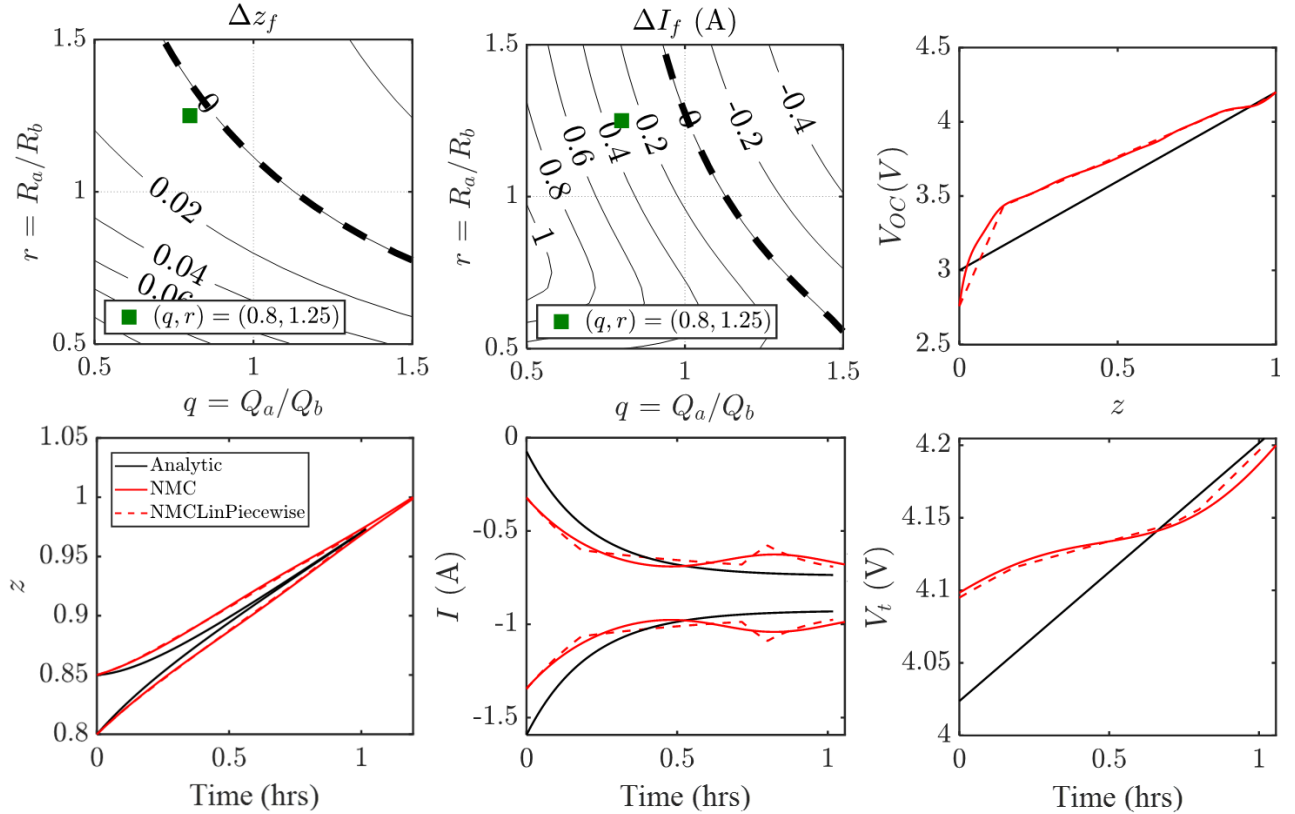 Δz_f
1.5
1
0.5
r = R_a/R_b
0
0.02
0.04
0.06
(q, r) = (0.8, 1.25)
0.5
1
1.5
q = Q_a/Q_b
ΔI_f (A)
1.5
1
0.5
r = R_a/R_b
0.8
0.6
0.4
0.2
0
-0.2
-0.4
1
(q, r) = (0.8, 1.25)
0.5
1
1.5
q = Q_a/Q_b
4.5
4
3.5
3
2.5
V_OC(V)
0
0.5
1
z
1.05
1
0.95
0.9
0.85
0.8
z
Analytic
NMC
NMCLinPiecewise
0
0.5
1
Time (hrs)
0
-0.5
-1
-1.5
I (A)
0
0.5
1
Time (hrs)
4.2
4.15
4.1
4.05
4
V_t (V)
0
0.5
1
Time (hrs)